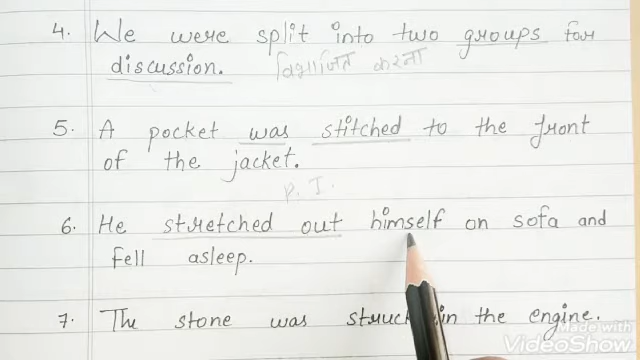 4. We were split into two groups for
discussion. विभाजित करना
5. A pocket was stitched to the front
of the jacket.
P. I.
6. He stretched out himself on sofa and
fell asleep.
7. The stone was struck in the engine.
Made with
VideoShow